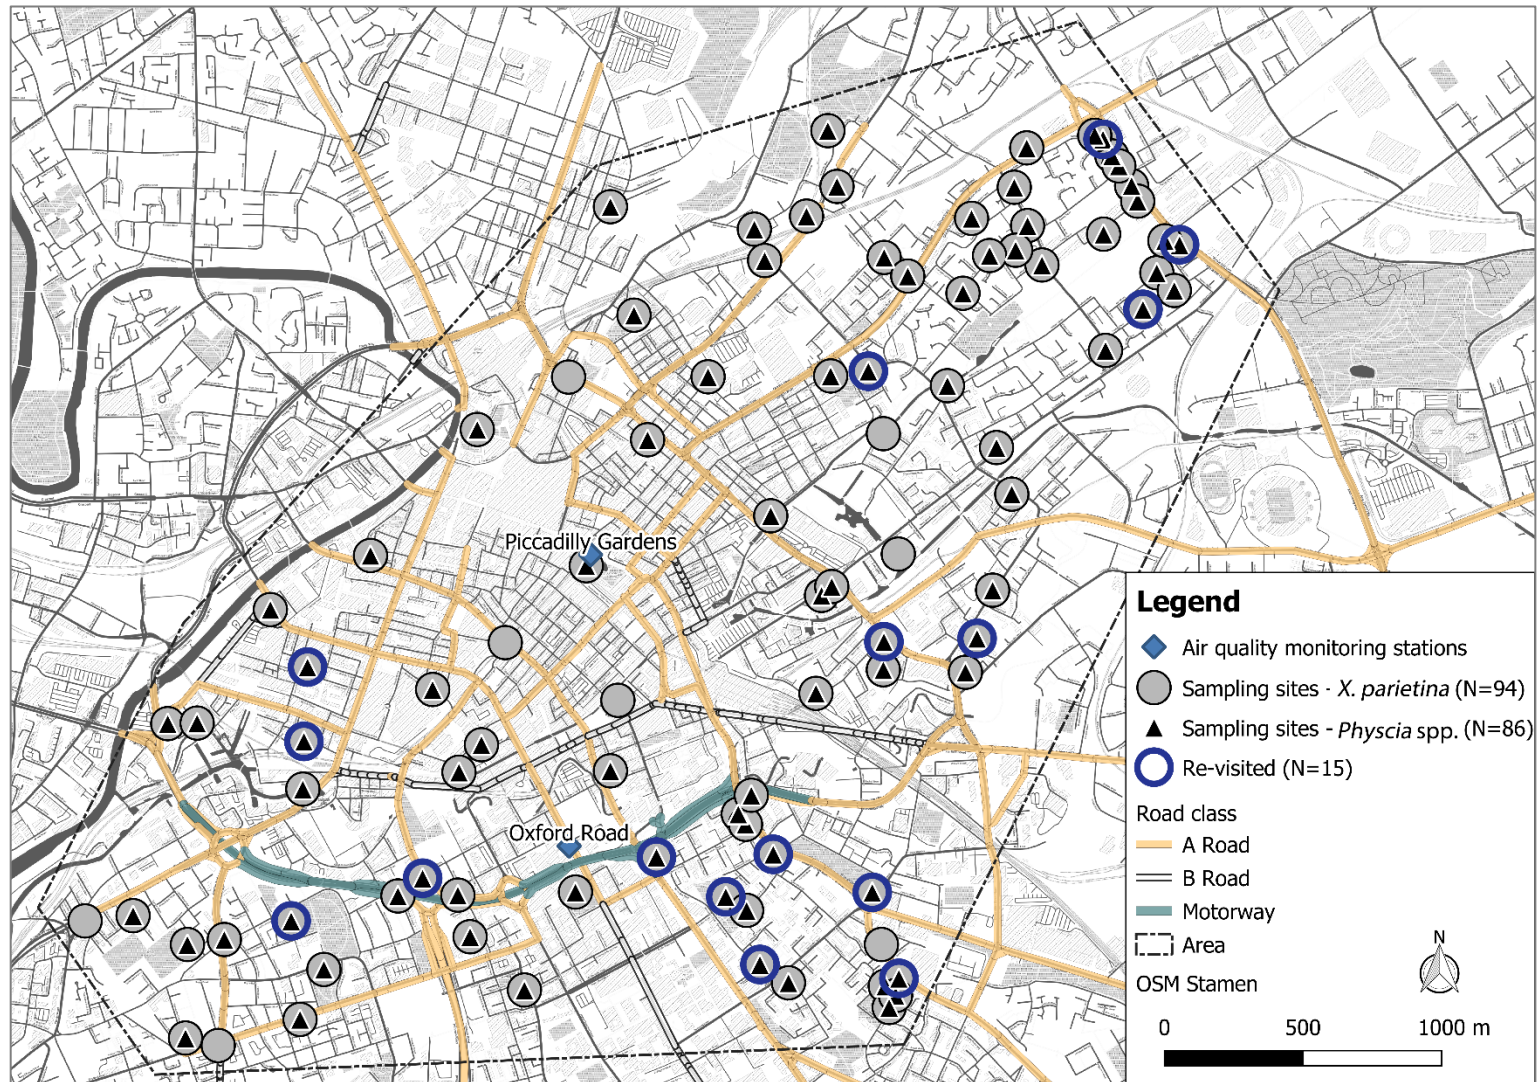 Piccadilly Gardens
Oxford Road
Legend
Air quality monitoring stations
Sampling sites - X. parietina (N=94)
Sampling sites - Physcia spp. (N=86)
Re-visited (N=15)
Road class
A Road
B Road
Motorway
Area
OSM Stamen
N
0 500 1000 m